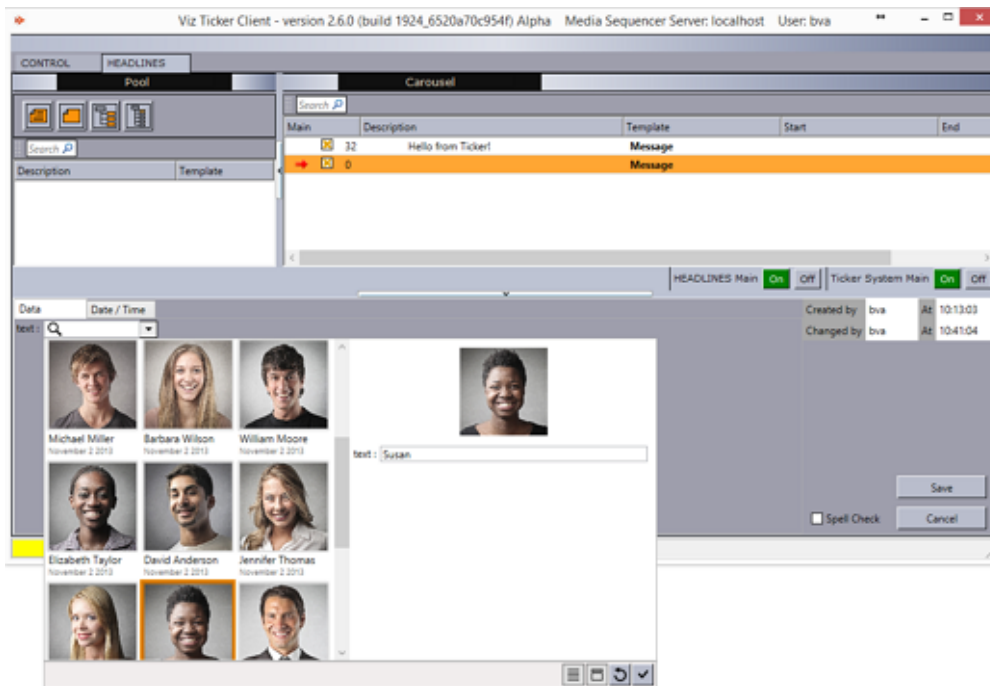 Viz Ticker Client - version 2.6.0 (build 1924_6520a70c954f) Alpha Media Sequencer Server: localhost User: bva
CONTROL HEADLINES
Pool Carousel
Search
Main Description Template Start End
32 Hello from Ticker! Message
Search
0 Message
Description Template
HEADLINES Main On Off Ticker System Main On Off
Data Date / Time
Created by bva At 10:13:03
text :
Changed by bva At 10:41:04
Michael Miller Barbara Wilson William Moore
November 2 2013 November 2 2013 November 2 2013
text : Susan
Save
Spell Check Cancel
Elizabeth Taylor David Anderson Jennifer Thomas
November 2 2013 November 2 2013 November 2 2013